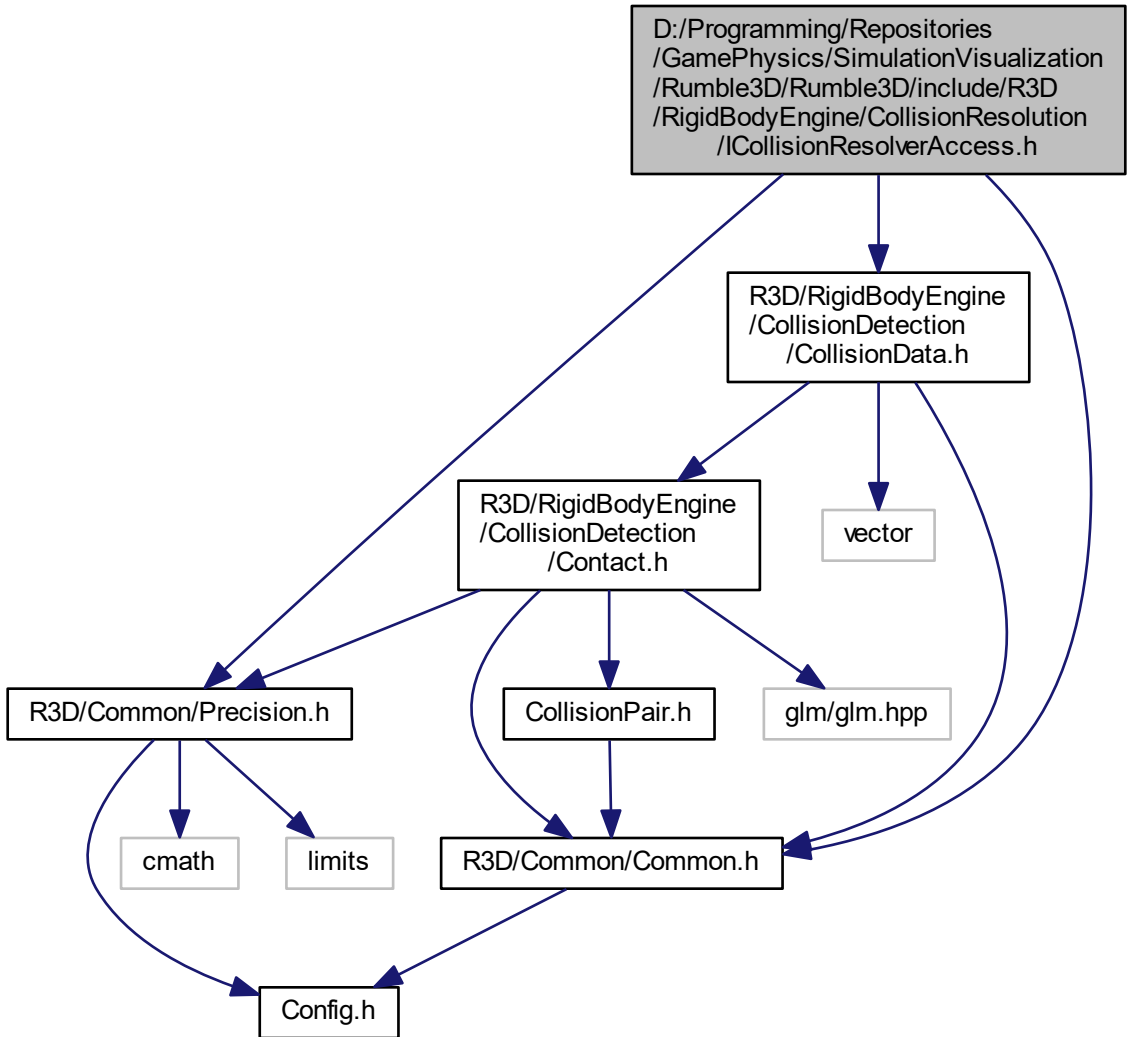 D:/Programming/Repositories
/GamePhysics/SimulationVisualization
/Rumble3D/Rumble3D/include/R3D
/RigidBodyEngine/CollisionResolution
/ICollisionResolverAccess.h
R3D/RigidBodyEngine
/CollisionDetection
/CollisionData.h
R3D/RigidBodyEngine
/CollisionDetection
/Contact.h
vector
R3D/Common/Precision.h
CollisionPair.h
glm/glm.hpp
cmath
limits
R3D/Common/Common.h
Config.h